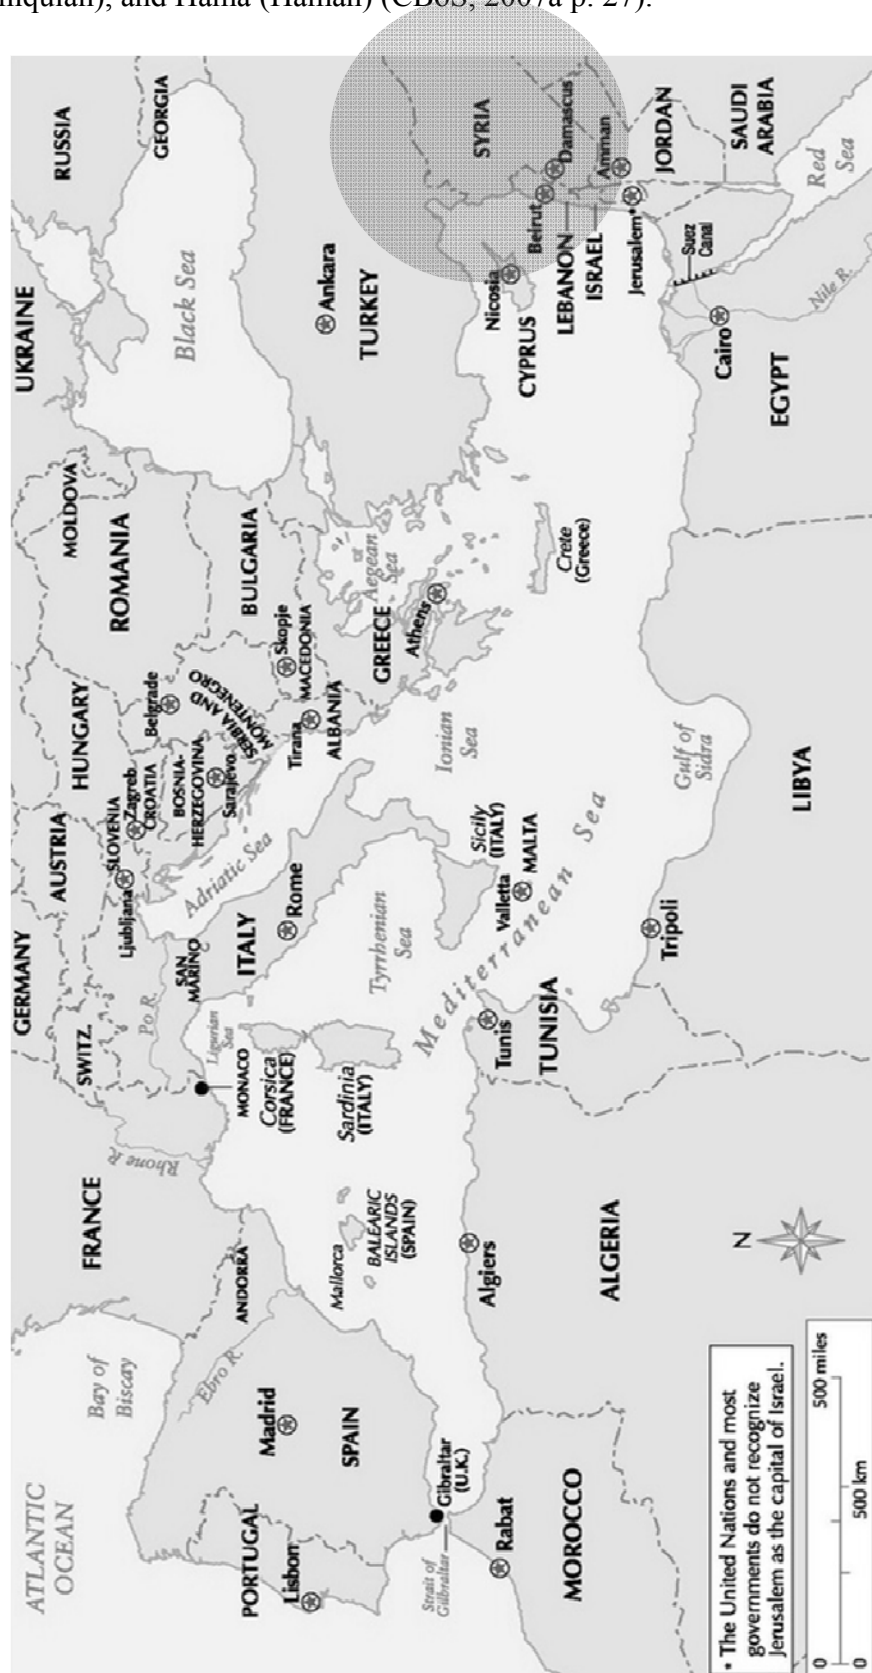 niquian), and Hama (Hamah) (CBoS, 2007a p. 27).
ATLANTIC
OCEAN
Bay of
Biscay
FRANCE
SWITZ.
GERMANY
AUSTRIA
HUNGARY
MOLDOVA
UKRAINE
RUSSIA
GEORGIA
ROMANIA
BULGARIA
Black Sea
SLOVENIA
Ljubljana
Zagreb
CROATIA
BOSNIA-
HERZEGOVINA
Sarajevo
Belgrade
SERBIA AND
MONTENEGRO
Skopje
MACEDONIA
Tirana
ALBANIA
GREECE
Athens
Aegean
Sea
Ionian
Sea
Crete
(Greece)
Ankara
TURKEY
SYRIA
Damascus
Beirut
LEBANON
ISRAEL
Amman
JORDAN
Jerusalem*
SAUDI
ARABIA
Red
Sea
Suez
Canal
Nile R.
Nicosia
CYPRUS
Cairo
EGYPT
Rhone R.
Po R.
MONACO
Ligurian
Sea
SAN
MARINO
ITALY
Rome
Adriatic Sea
Corsica
(FRANCE)
Sardinia
(ITALY)
Tyrrhenian
Sea
Sicily
(ITALY)
Valletta
MALTA
Mediterranean Sea
Gulf of
Sidra
LIBYA
Tripoli
Tunis
TUNISIA
ANDORRA
Ebro R.
Madrid
SPAIN
PORTUGAL
Lisbon
Mallorca
BALEARIC
ISLANDS
(SPAIN)
Strait of
Gilbraltar
Gibraltar
(U.K.)
Rabat
MOROCCO
Algiers
ALGERIA
N
* The United Nations and most
governments do not recognize
Jerusalem as the capital of Israel.
0 500 miles
0 500 km